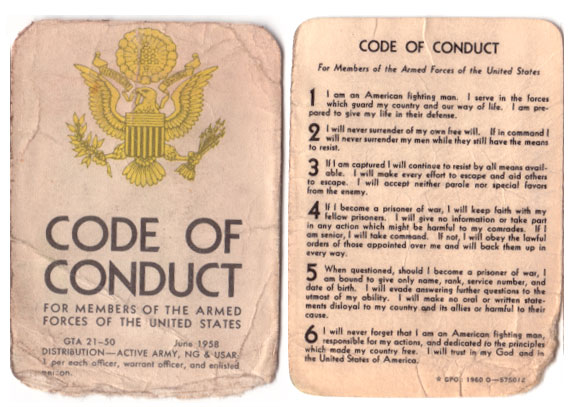 CODE OF
CONDUCT
FOR MEMBERS OF THE ARMED
FORCES OF THE UNITED STATES
GTA 21-50 June 1958
DISTRIBUTION—ACTIVE ARMY, NG & USAR.
1 per each officer, warrant officer, and enlisted
person.
CODE OF CONDUCT
For Members of the Armed Forces of the United States
1 I am an American fighting man. I serve in the forces
which guard my country and our way of life. I am pre-
pared to give my life in their defense.
2 I will never surrender of my own free will. If in command I
will never surrender my men while they still have the means
to resist.
3 If I am captured I will continue to resist by all means avail-
able. I will make every effort to escape and aid others
to escape. I will accept neither parole nor special favors
from the enemy.
4 If I become a prisoner of war, I will keep faith with my
fellow prisoners. I will give no information or take part
in any action which might be harmful to my comrades. If I
am senior, I will take command. If not, I will obey the lawful
orders of those appointed over me and will back them up in
every way.
5 When questioned, should I become a prisoner of war, I
am bound to give only name, rank, service number, and
date of birth. I will evade answering further questions to the
utmost of my ability. I will make no oral or written state-
ments disloyal to my country and its allies or harmful to their
cause.
6 I will never forget that I am an American fighting man,
responsible for my actions, and dedicated to the principles
which made my country free. I will trust in my God and in
the United States of America.
GPO: 1960 O—575012